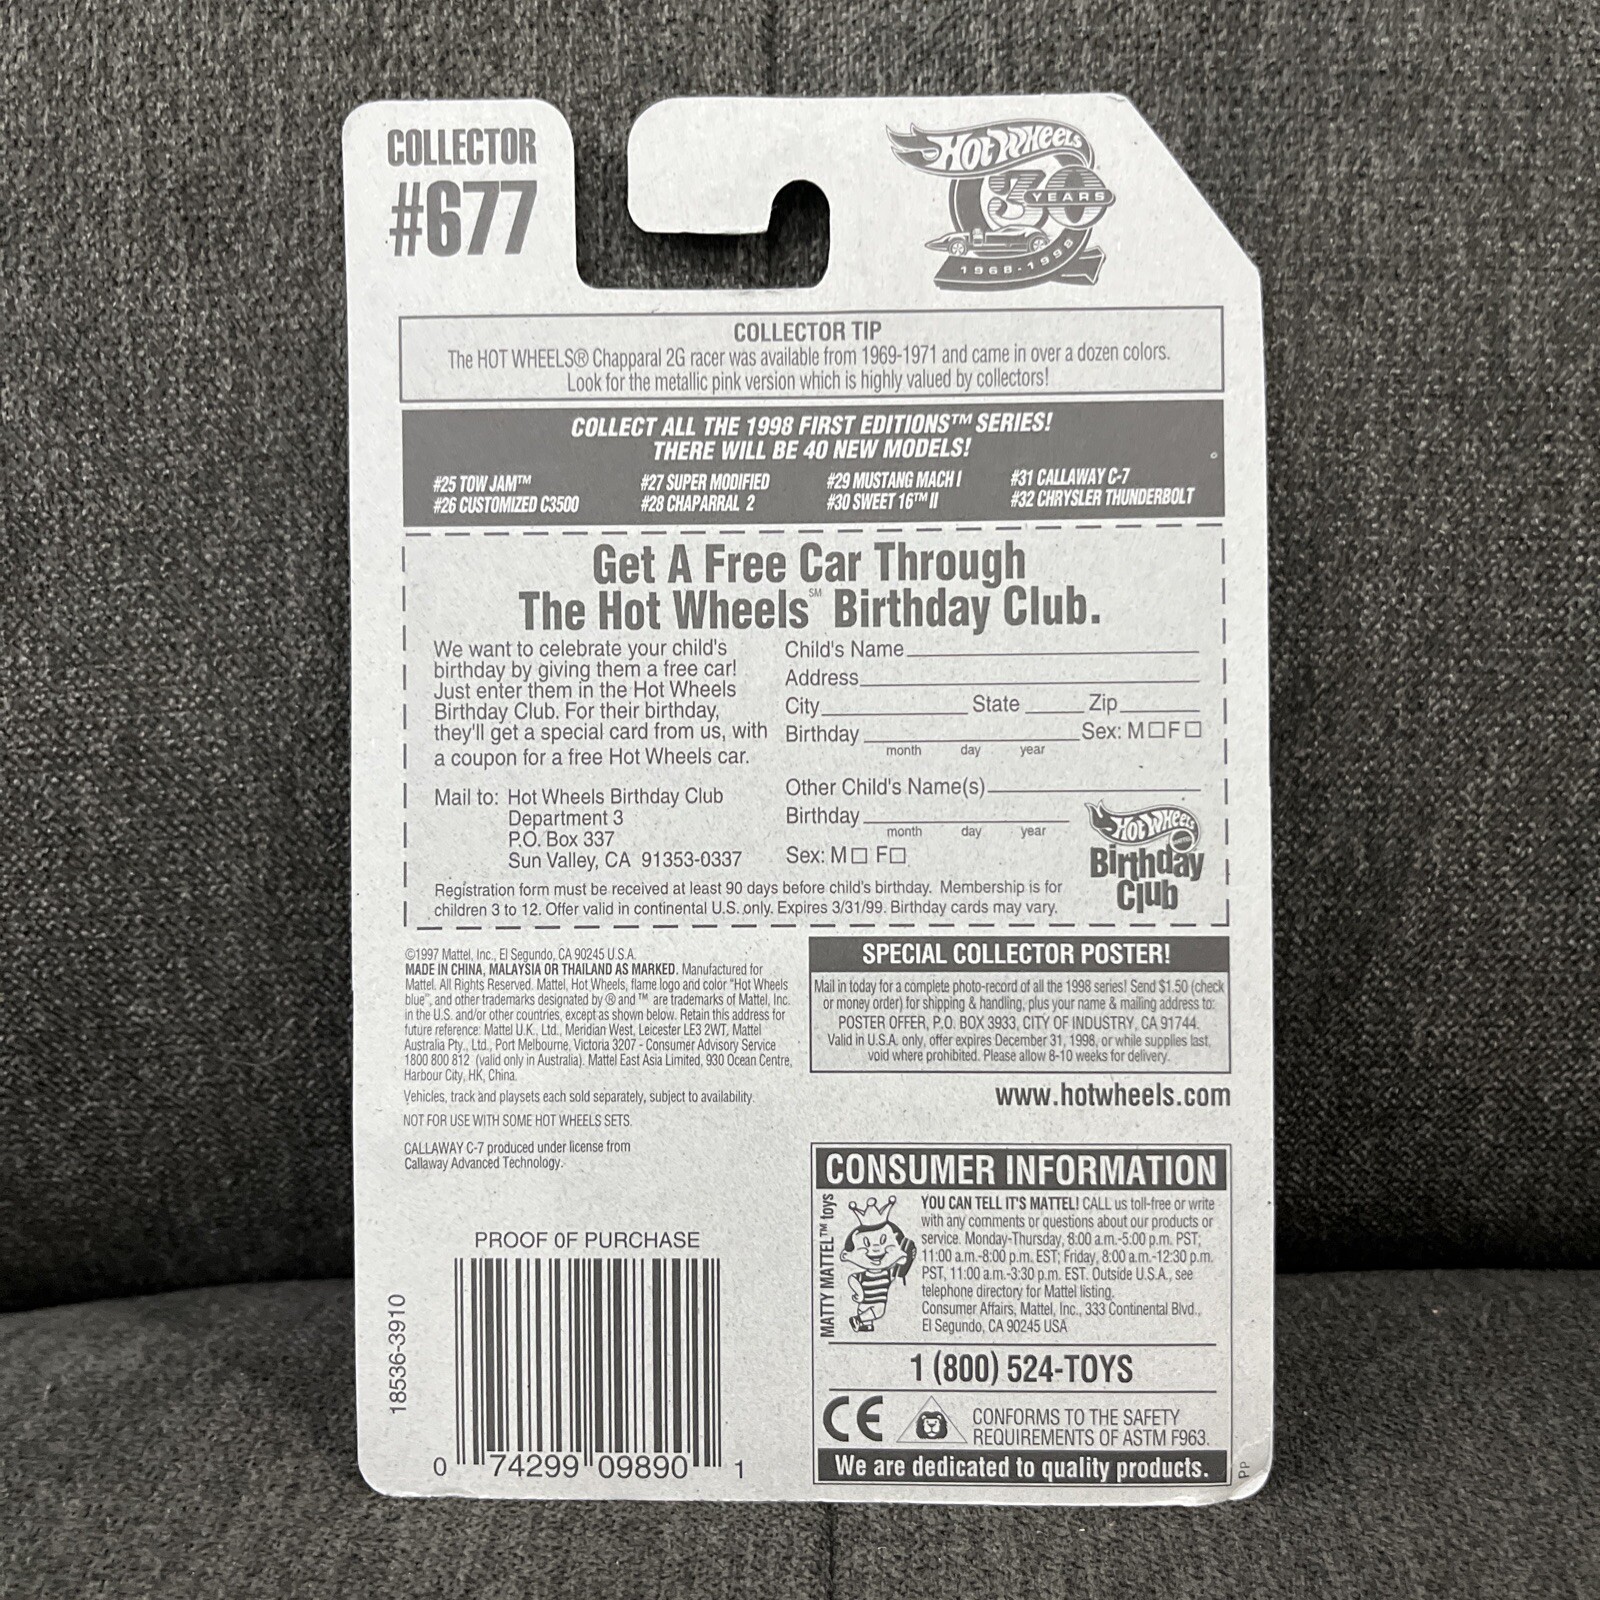 COLLECTOR
#677
HOT WHEELS
30 YEARS
1968-1998
COLLECTOR TIP
The HOT WHEELS® Chapparal 2G racer was available from 1969-1971 and came in over a dozen colors.
Look for the metallic pink version which is highly valued by collectors!
COLLECT ALL THE 1998 FIRST EDITIONS™ SERIES!
THERE WILL BE 40 NEW MODELS!
#25 TOW JAM™
#26 CUSTOMIZED C3500
#27 SUPER MODIFIED
#28 CHAPARRAL 2
#29 MUSTANG MACH I
#30 SWEET 16™ II
#31 CALLAWAY C-7
#32 CHRYSLER THUNDERBOLT
Get A Free Car Through
The Hot Wheels℠ Birthday Club.
We want to celebrate your child's
birthday by giving them a free car!
Just enter them in the Hot Wheels
Birthday Club. For their birthday,
they'll get a special card from us, with
a coupon for a free Hot Wheels car.
Mail to: Hot Wheels Birthday Club
Department 3
P.O. Box 337
Sun Valley, CA 91353-0337
Child's Name
Address
City State Zip
Birthday Sex: M□F□
month day year
Other Child's Name(s)
Birthday
month day year
Sex: M□ F□
HOT WHEELS
Birthday
Club
Registration form must be received at least 90 days before child's birthday. Membership is for
children 3 to 12. Offer valid in continental U.S. only. Expires 3/31/99. Birthday cards may vary.
©1997 Mattel, Inc., El Segundo, CA 90245 U.S.A.
MADE IN CHINA, MALAYSIA OR THAILAND AS MARKED. Manufactured for
Mattel. All Rights Reserved. Mattel, Hot Wheels, flame logo and color "Hot Wheels
blue", and other trademarks designated by ® and ™ are trademarks of Mattel, Inc.
in the U.S. and/or other countries, except as shown below. Retain this address for
future reference: Mattel U.K., Ltd., Meridian West, Leicester LE3 2WT, Mattel
Australia Pty., Ltd., Port Melbourne, Victoria 3207 - Consumer Advisory Service
1800 800 812 (valid only in Australia). Mattel East Asia Limited, 930 Ocean Centre,
Harbour City, HK, China.
Vehicles, track and playsets each sold separately, subject to availability.
NOT FOR USE WITH SOME HOT WHEELS SETS.
CALLAWAY C-7 produced under license from
Callaway Advanced Technology.
SPECIAL COLLECTOR POSTER!
Mail in today for a complete photo-record of all the 1998 series! Send $1.50 (check
or money order) for shipping & handling, plus your name & mailing address to:
POSTER OFFER, P.O. BOX 3933, CITY OF INDUSTRY, CA 91744.
Valid in U.S.A. only, offer expires December 31, 1998, or while supplies last,
void where prohibited. Please allow 8-10 weeks for delivery.
www.hotwheels.com
CONSUMER INFORMATION
MATTY MATTEL™ toys
YOU CAN TELL IT'S MATTEL! CALL us toll-free or write
with any comments or questions about our products or
service. Monday-Thursday, 8:00 a.m.-5:00 p.m. PST;
11:00 a.m.-8:00 p.m. EST; Friday, 8:00 a.m.-12:30 p.m.
PST, 11:00 a.m.-3:30 p.m. EST. Outside U.S.A., see
telephone directory for Mattel listing.
Consumer Affairs, Mattel, Inc., 333 Continental Blvd.,
El Segundo, CA 90245 USA
1 (800) 524-TOYS
CE
CONFORMS TO THE SAFETY
REQUIREMENTS OF ASTM F963.
We are dedicated to quality products.
PP
PROOF OF PURCHASE
18536-3910
0 74299 09890 1